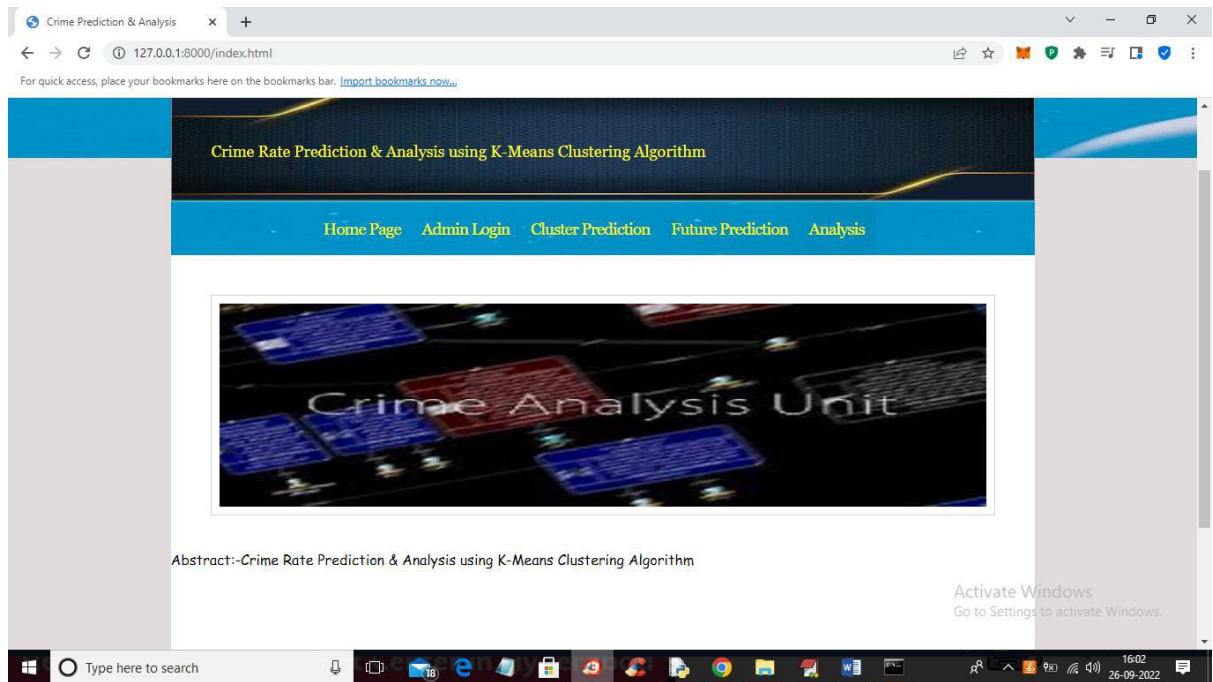 Crime Prediction & Analysis
127.0.0.1:8000/index.html
For quick access, place your bookmarks here on the bookmarks bar. Import bookmarks now...
Crime Rate Prediction & Analysis using K-Means Clustering Algorithm
Home Page Admin Login Cluster Prediction Future Prediction Analysis
Crime Analysis Unit
Abstract:-Crime Rate Prediction & Analysis using K-Means Clustering Algorithm
Activate Windows
Go to Settings to activate Windows.
Type here to search
18
16:02
26-09-2022